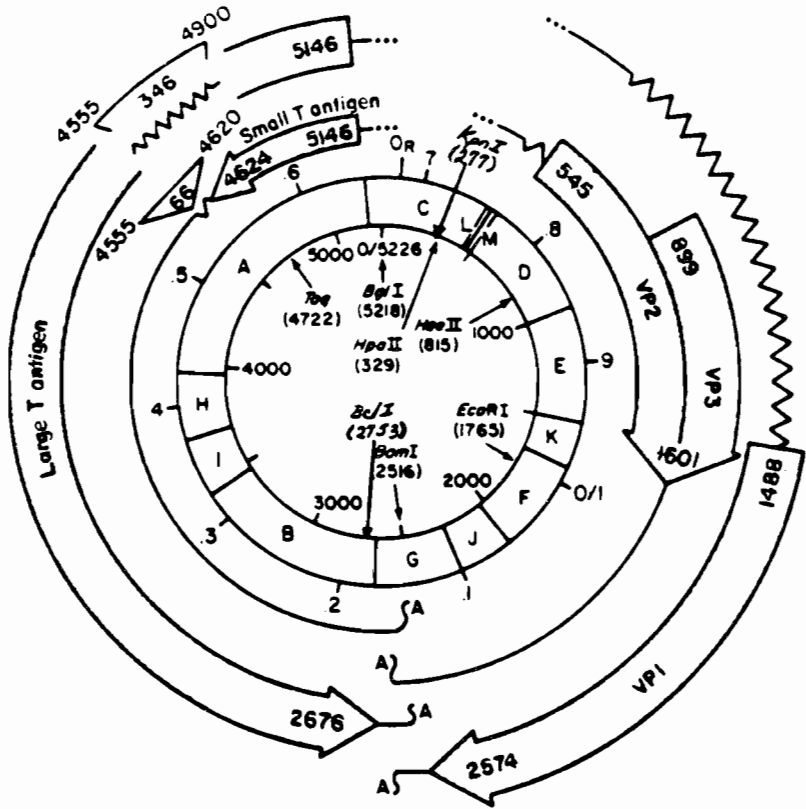 4900
4555
346
5146
...
...
Small T antigen
4620
5146
...
4624
66
4555
OR
7
...
Kpn I
(277)
545
899
VP2
VP3
1601
1488
VP1
2574
A
2676
A
A
A
Large T antigen
.6
.5
4
.3
.2
.1
0/1
9
.8
A
C
L
M
D
E
K
F
J
G
B
I
H
5000
0/5226
1000
2000
3000
4000
Taq
(4722)
Bgl I
(5218)
Hpa II
(329)
Hpa II
(815)
EcoR I
(1765)
Bcl I
(2753)
Bam I
2516)